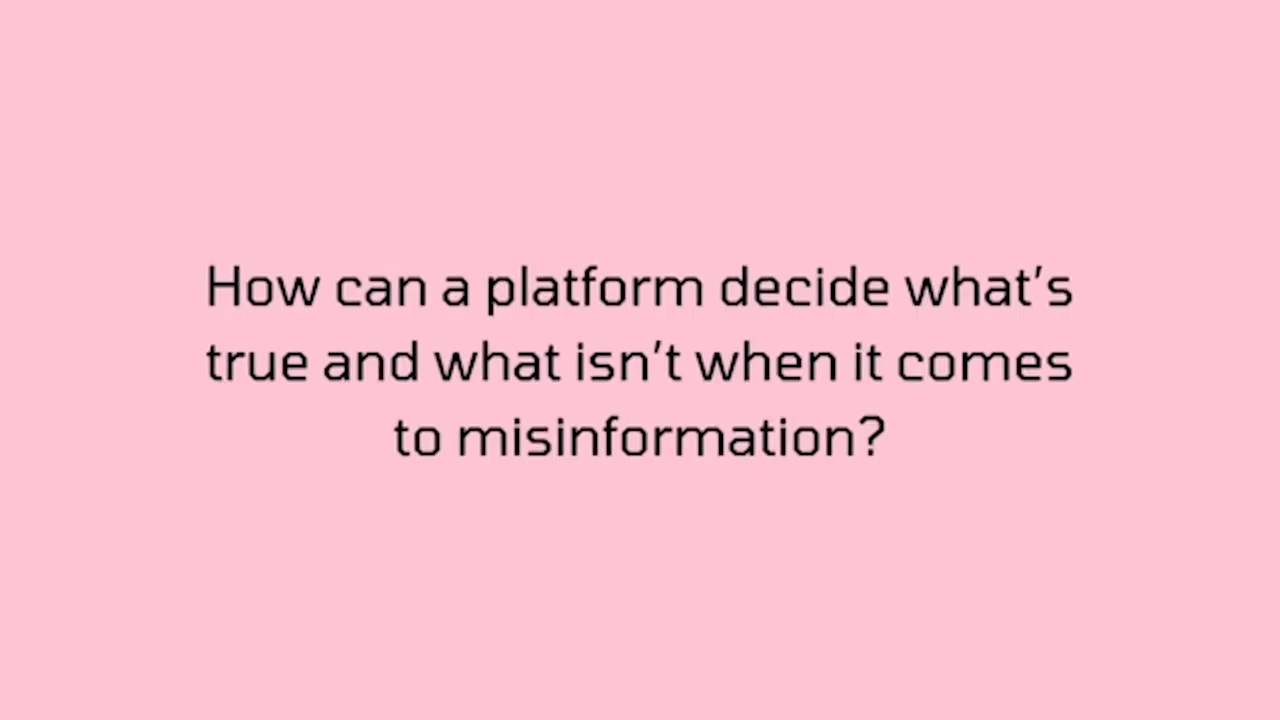 How can a platform decide what's
true and what isn't when it comes
to misinformation?